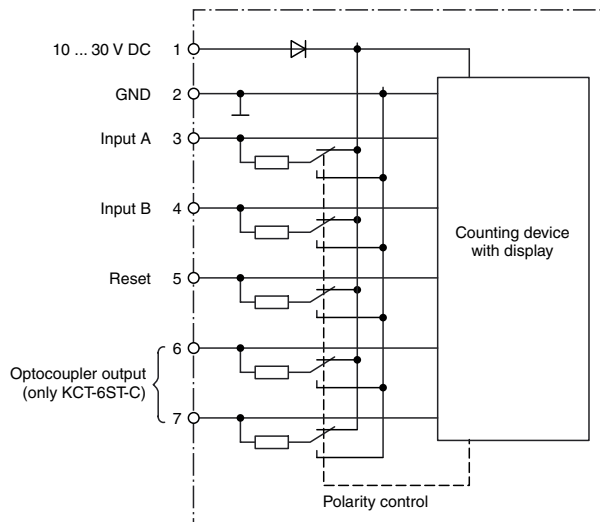 10 ... 30 V DC 1
GND 2
Input A 3
Input B 4
Counting device
with display
Reset 5
6
Optocoupler output
(only KCT-6ST-C)
7
Polarity control